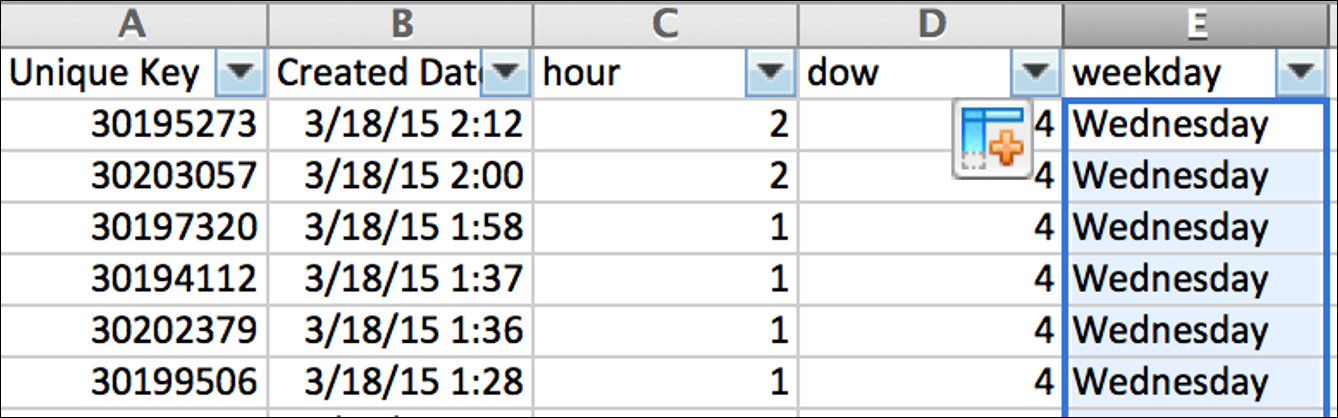 A B C D E
Unique Key Created Dat hour dow weekday
30195273 3/18/15 2:12 2 4 Wednesday
30203057 3/18/15 2:00 2 4 Wednesday
30197320 3/18/15 1:58 1 4 Wednesday
30194112 3/18/15 1:37 1 4 Wednesday
30202379 3/18/15 1:36 1 4 Wednesday
30199506 3/18/15 1:28 1 4 Wednesday